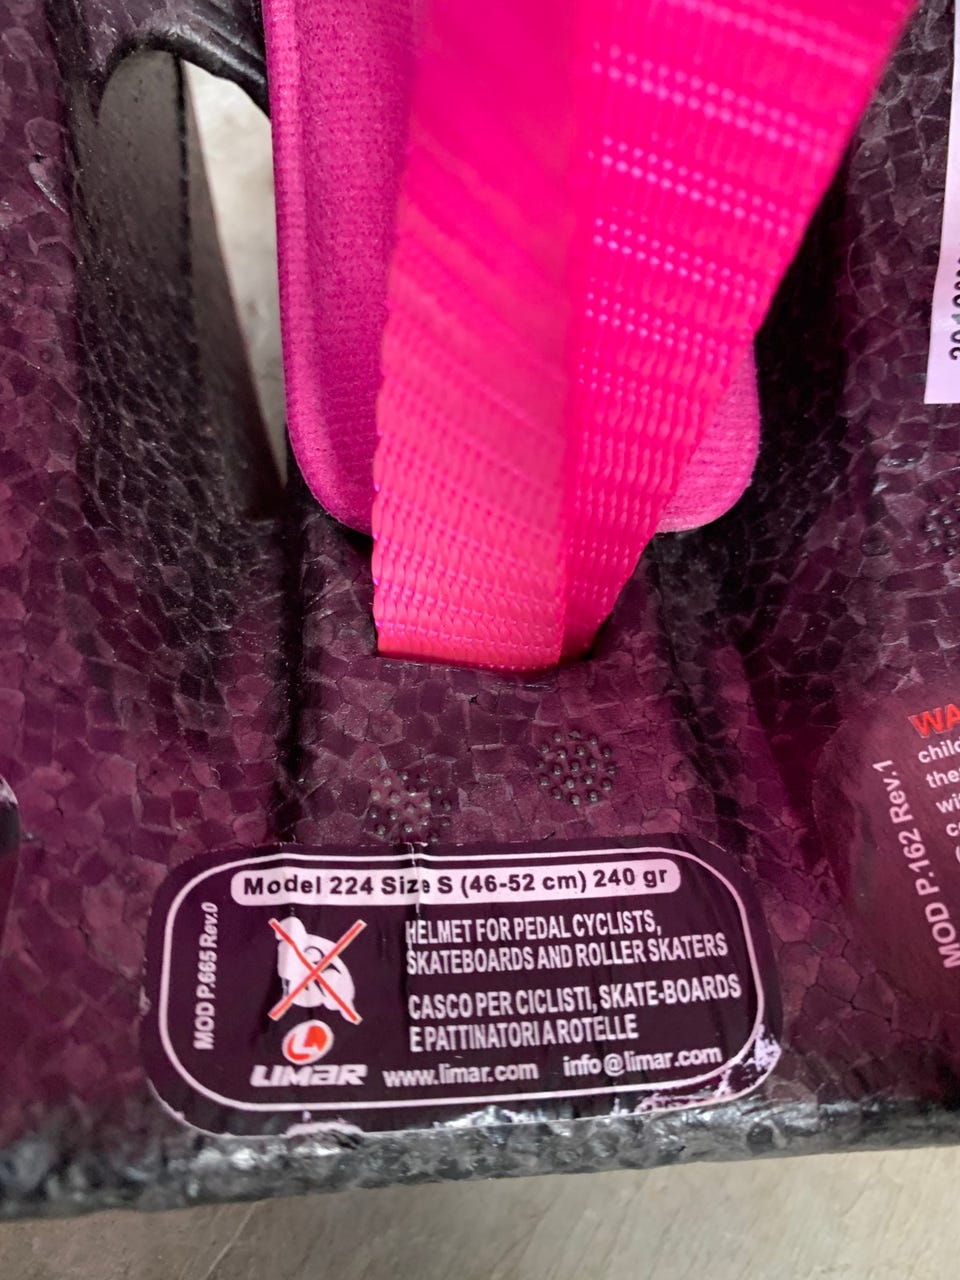 Model 224 Size S (46-52 cm) 240 gr
MOD P.665 Rev.0
HELMET FOR PEDAL CYCLISTS,
SKATEBOARDS AND ROLLER SKATERS
CASCO PER CICLISTI, SKATE-BOARDS
E PATTINATORI A ROTELLE
LIMAR
www.limar.com info@limar.com
MOD P.162 Rev.1